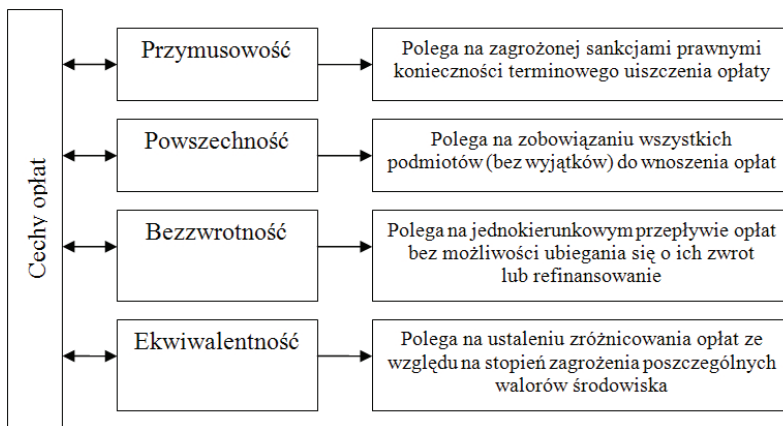 Cechy opłat
Przymusowość
Polega na zagrożonej sankcjami prawnymi
konieczności terminowego uiszczenia opłaty
Powszechność
Polega na zobowiązaniu wszystkich
podmiotów (bez wyjątków) do wnoszenia opłat
Bezzwrotność
Polega na jednokierunkowym przepływie opłat
bez możliwości ubiegania się o ich zwrot
lub refinansowanie
Ekwiwalentność
Polega na ustaleniu zróżnicowania opłat ze
względu na stopień zagrożenia poszczególnych
walorów środowiska